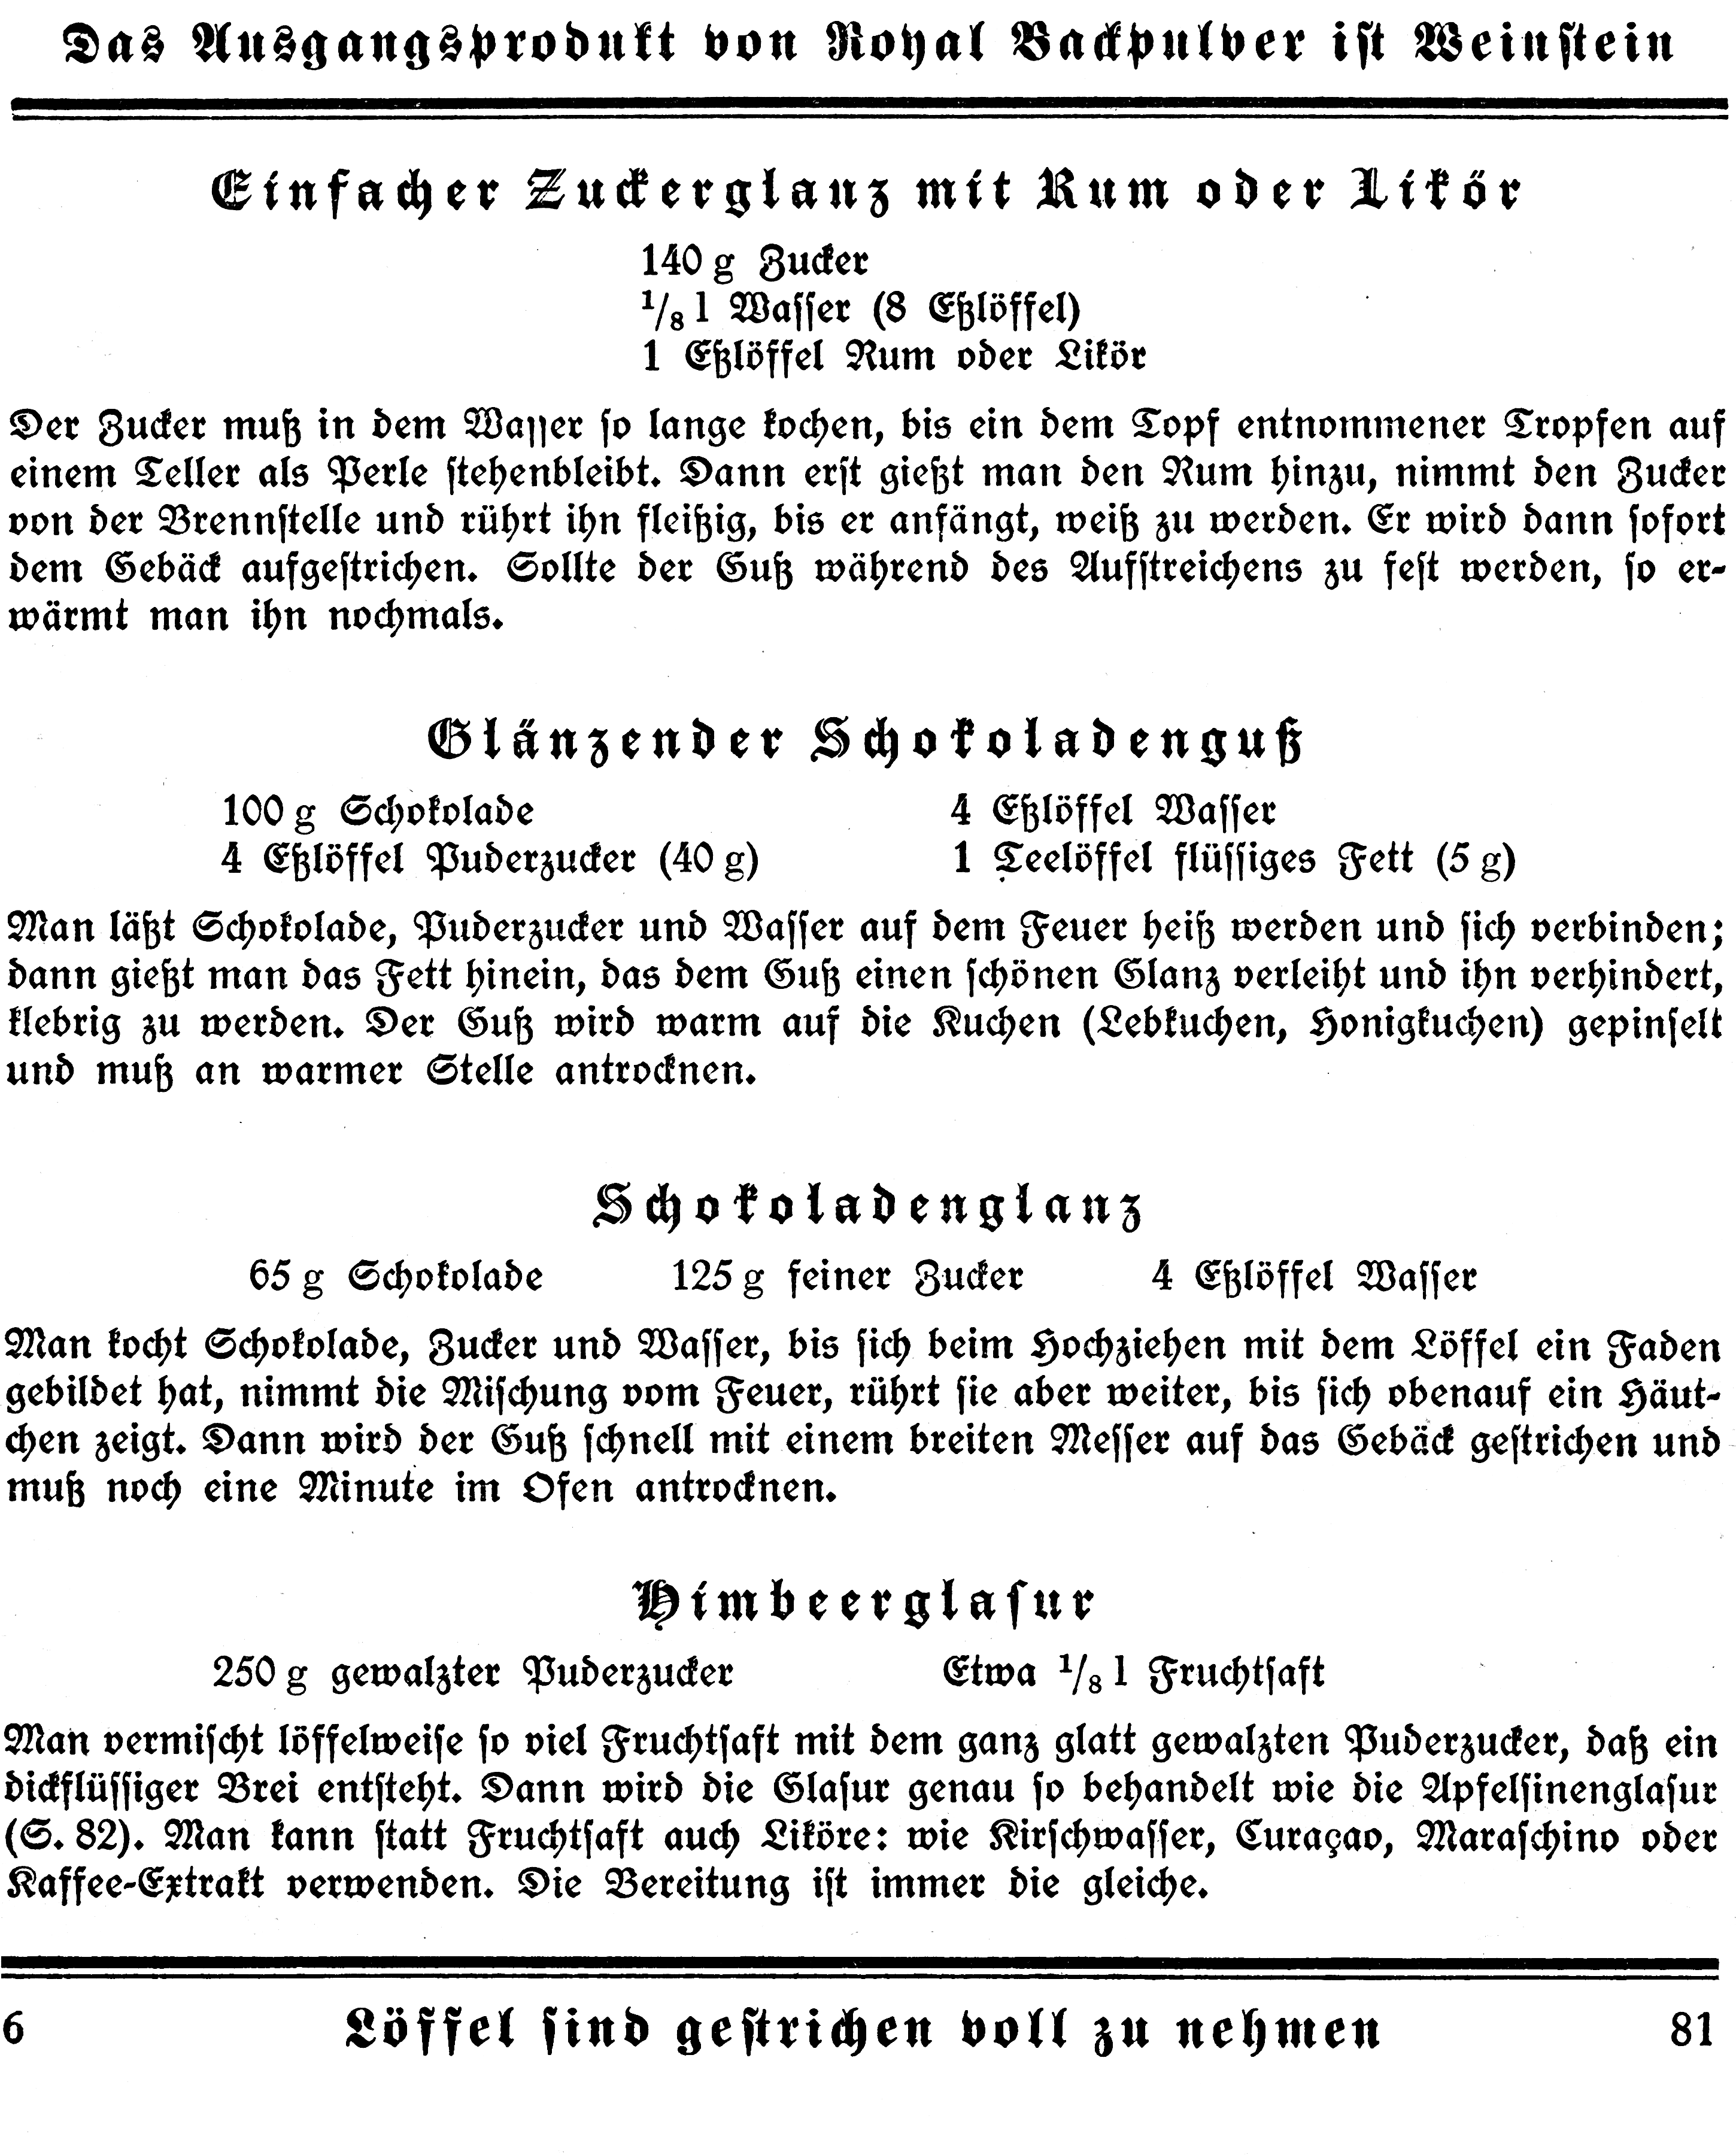 Das Ausgangsprodukt von Royal Backpulver ist Weinstein
Einfacher Zuckerglanz mit Rum oder Likör
140 g Zucker
1/8 l Wasser (8 Eßlöffel)
1 Eßlöffel Rum oder Likör
Der Zucker muß in dem Wasser so lange kochen, bis ein dem Topf entnommener Tropfen auf
einem Teller als Perle stehenbleibt. Dann erst gießt man den Rum hinzu, nimmt den Zucker
von der Brennstelle und rührt ihn fleißig, bis er anfängt, weiß zu werden. Er wird dann sofort
dem Gebäck aufgestrichen. Sollte der Guß während des Aufstreichens zu fest werden, so er-
wärmt man ihn nochmals.
Glänzender Schokoladenguß
100 g Schokolade 4 Eßlöffel Wasser
4 Eßlöffel Puderzucker (40 g) 1 Teelöffel flüssiges Fett (5 g)
Man läßt Schokolade, Puderzucker und Wasser auf dem Feuer heiß werden und sich verbinden;
dann gießt man das Fett hinein, das dem Guß einen schönen Glanz verleiht und ihn verhindert,
klebrig zu werden. Der Guß wird warm auf die Kuchen (Lebkuchen, Honigkuchen) gepinselt
und muß an warmer Stelle antrocknen.
Schokoladenglanz
65 g Schokolade 125 g feiner Zucker 4 Eßlöffel Wasser
Man kocht Schokolade, Zucker und Wasser, bis sich beim Hochziehen mit dem Löffel ein Faden
gebildet hat, nimmt die Mischung vom Feuer, rührt sie aber weiter, bis sich obenauf ein Häut-
chen zeigt. Dann wird der Guß schnell mit einem breiten Messer auf das Gebäck gestrichen und
muß noch eine Minute im Ofen antrocknen.
Himbeerglasur
250 g gewalzter Puderzucker Etwa 1/8 l Fruchtsaft
Man vermischt löffelweise so viel Fruchtsaft mit dem ganz glatt gewalzten Puderzucker, daß ein
dickflüssiger Brei entsteht. Dann wird die Glasur genau so behandelt wie die Apfelsinenglasur
(S. 82). Man kann statt Fruchtsaft auch Liköre: wie Kirschwasser, Curaçao, Maraschino oder
Kaffee-Extrakt verwenden. Die Bereitung ist immer die gleiche.
6 Löffel sind gestrichen voll zu nehmen 81